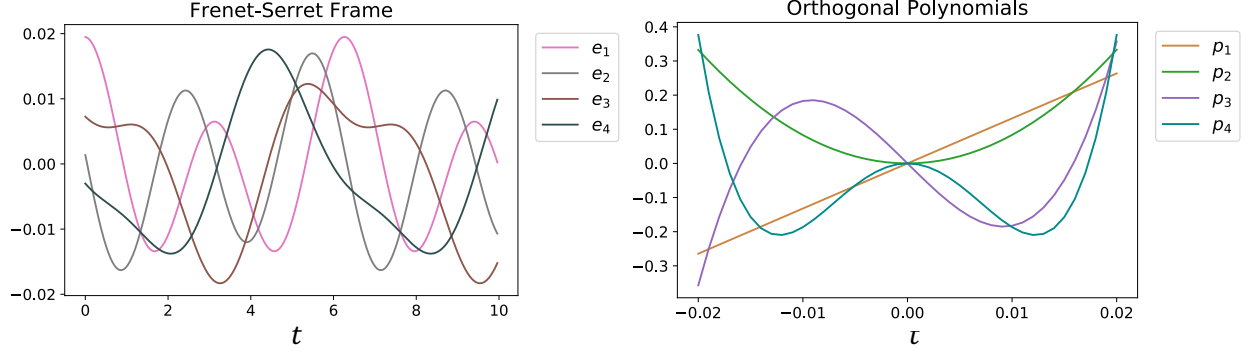 Frenet-Serret Frame
0.02
0.01
0.00
−0.01
−0.02
0 2 4 6 8 10
t
e1
e2
e3
e4
Orthogonal Polynomials
0.4
0.3
0.2
0.1
0.0
−0.1
−0.2
−0.3
−0.02 −0.01 0.00 0.01 0.02
τ
p1
p2
p3
p4